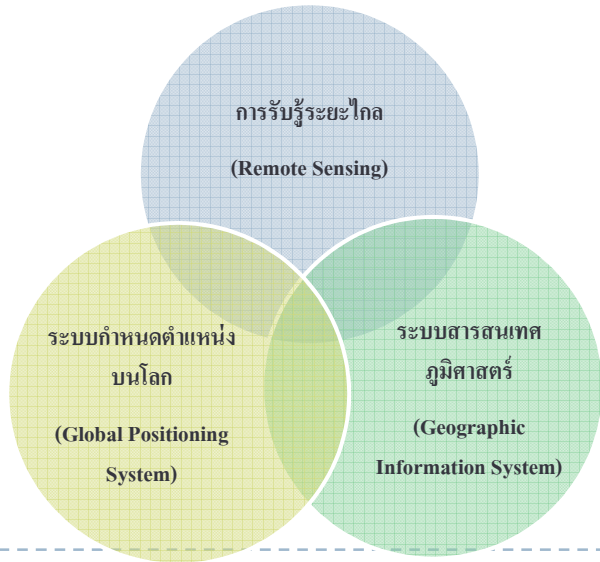 การรับรู้ระยะไกล
(Remote Sensing)
ระบบกำหนดตำแหน่ง
บนโลก
(Global Positioning
System)
ระบบสารสนเทศ
ภูมิศาสตร์
(Geographic
Information System)